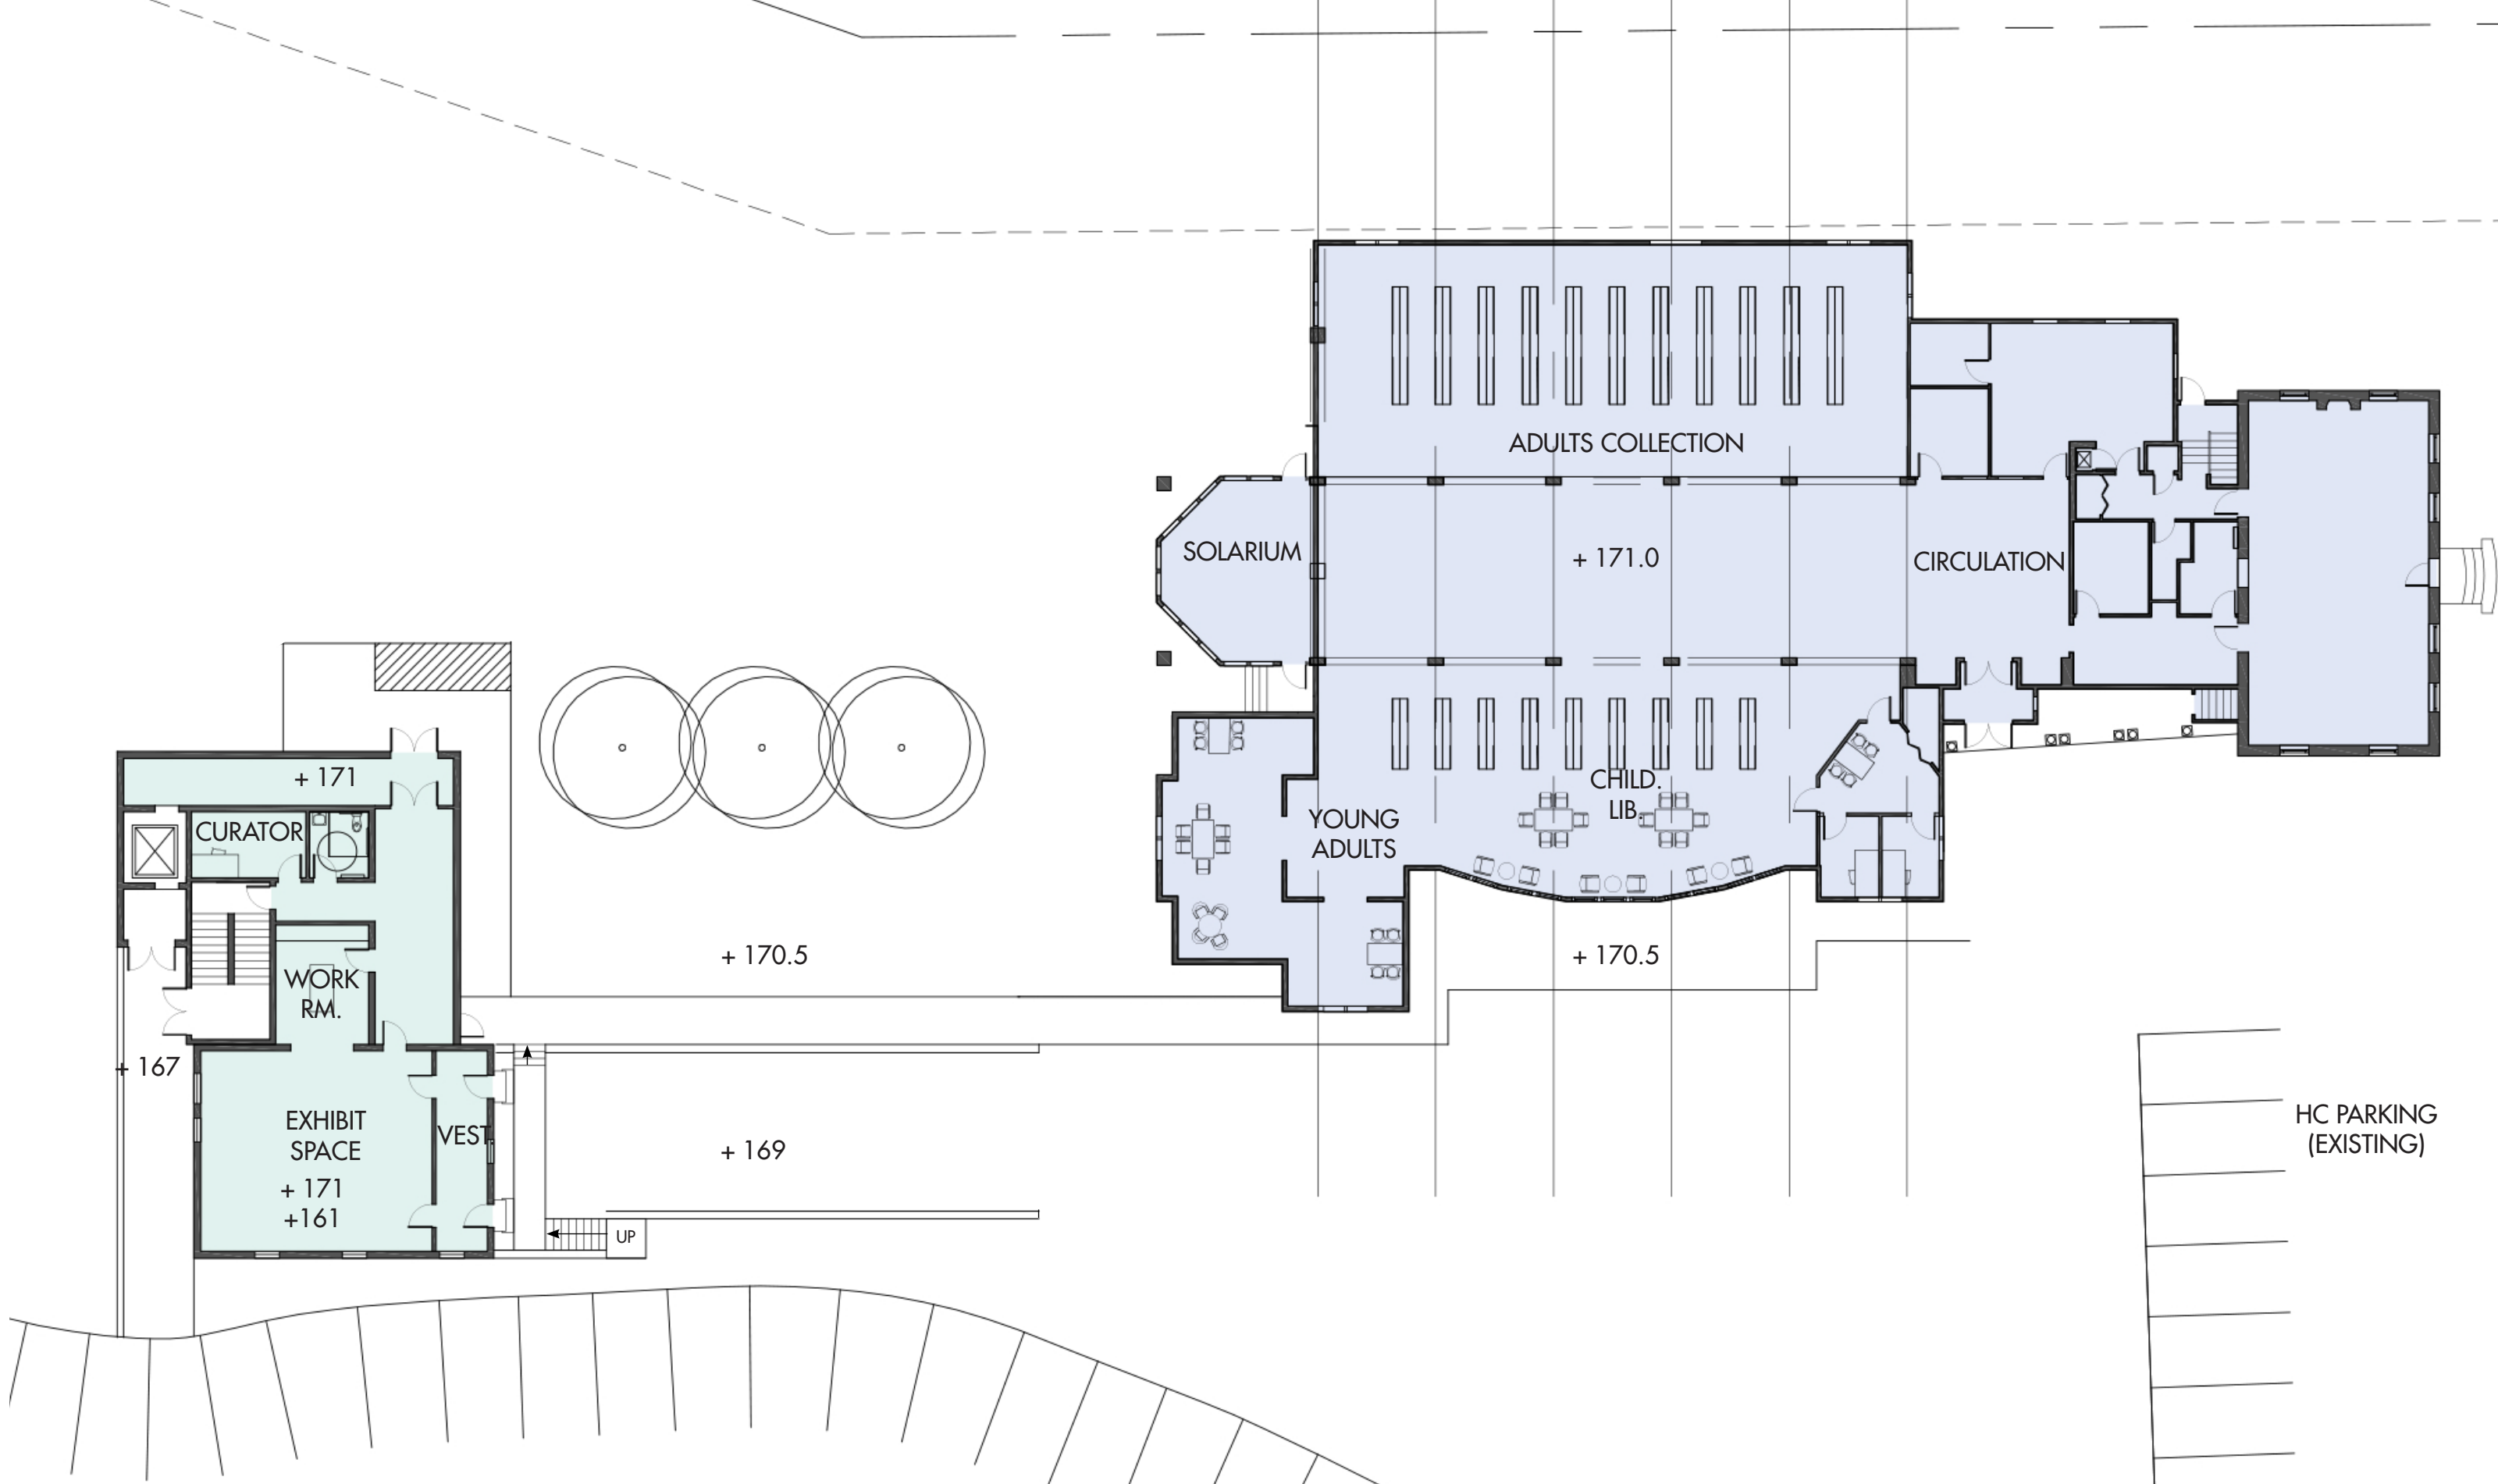 ADULTS COLLECTION
SOLARIUM
+ 171.0
CIRCULATION
+ 171
CURATOR
CHILD.
LIB.
YOUNG
ADULTS
+ 170.5
+ 170.5
WORK
RM.
+ 167
EXHIBIT
SPACE
+ 171
+161
VEST
+ 169
UP
HC PARKING
(EXISTING)